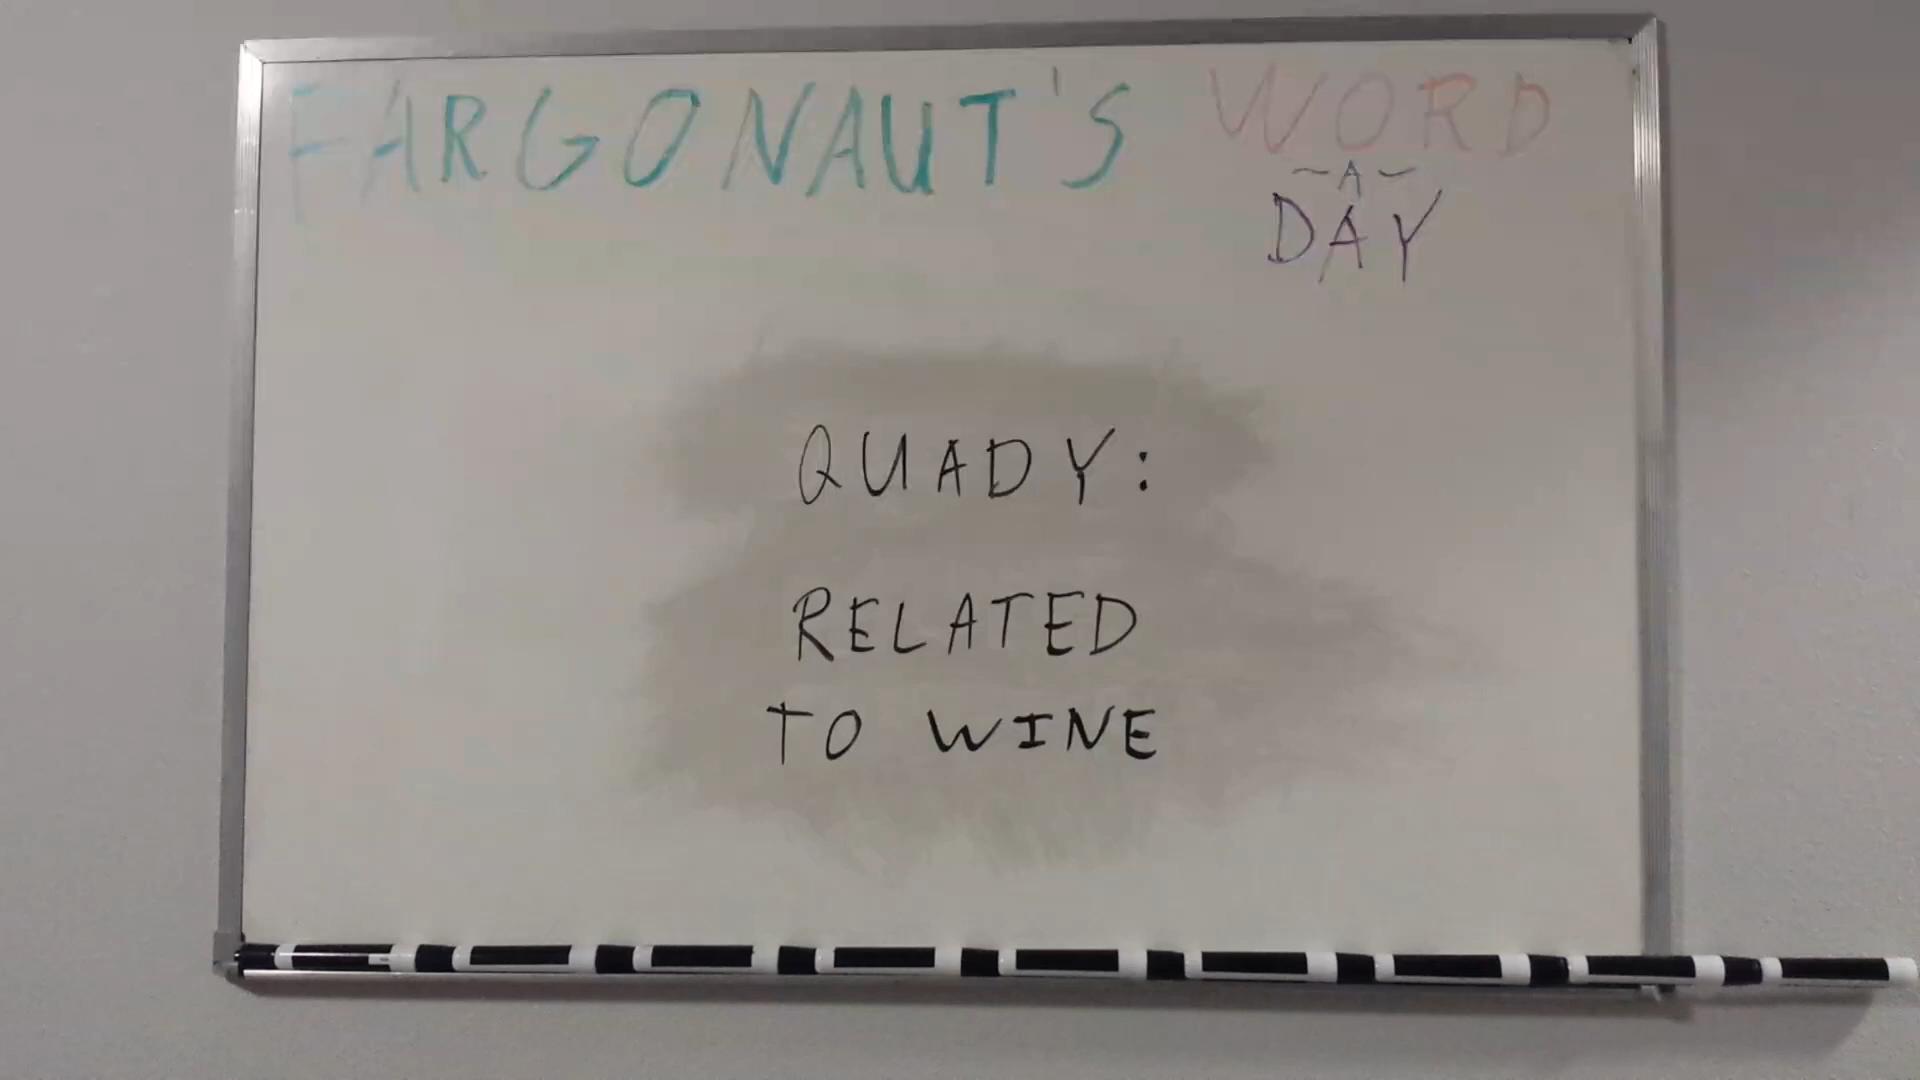 FARGONAUT'S WORD
~A~
DAY
QUADY:
RELATED
TO WINE